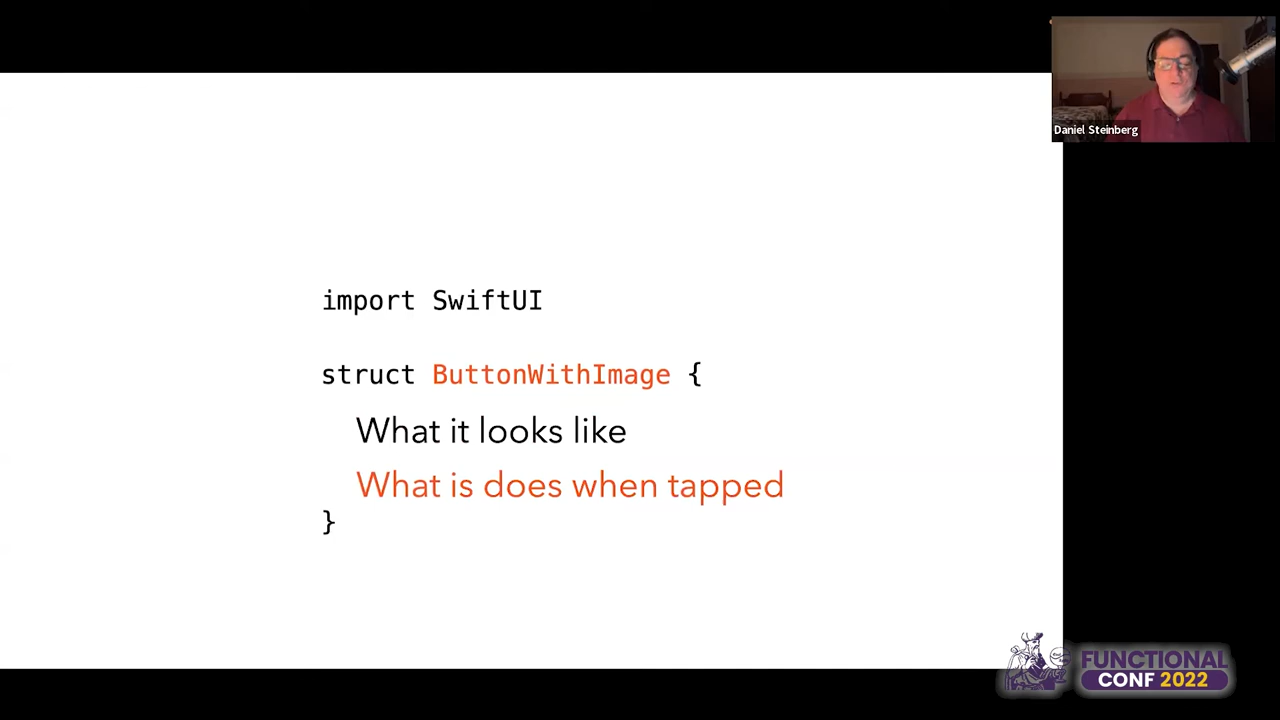 Daniel Steinberg
import SwiftUI
struct ButtonWithImage {
What it looks like
What is does when tapped
}
FUNCTIONAL
CONF 2022